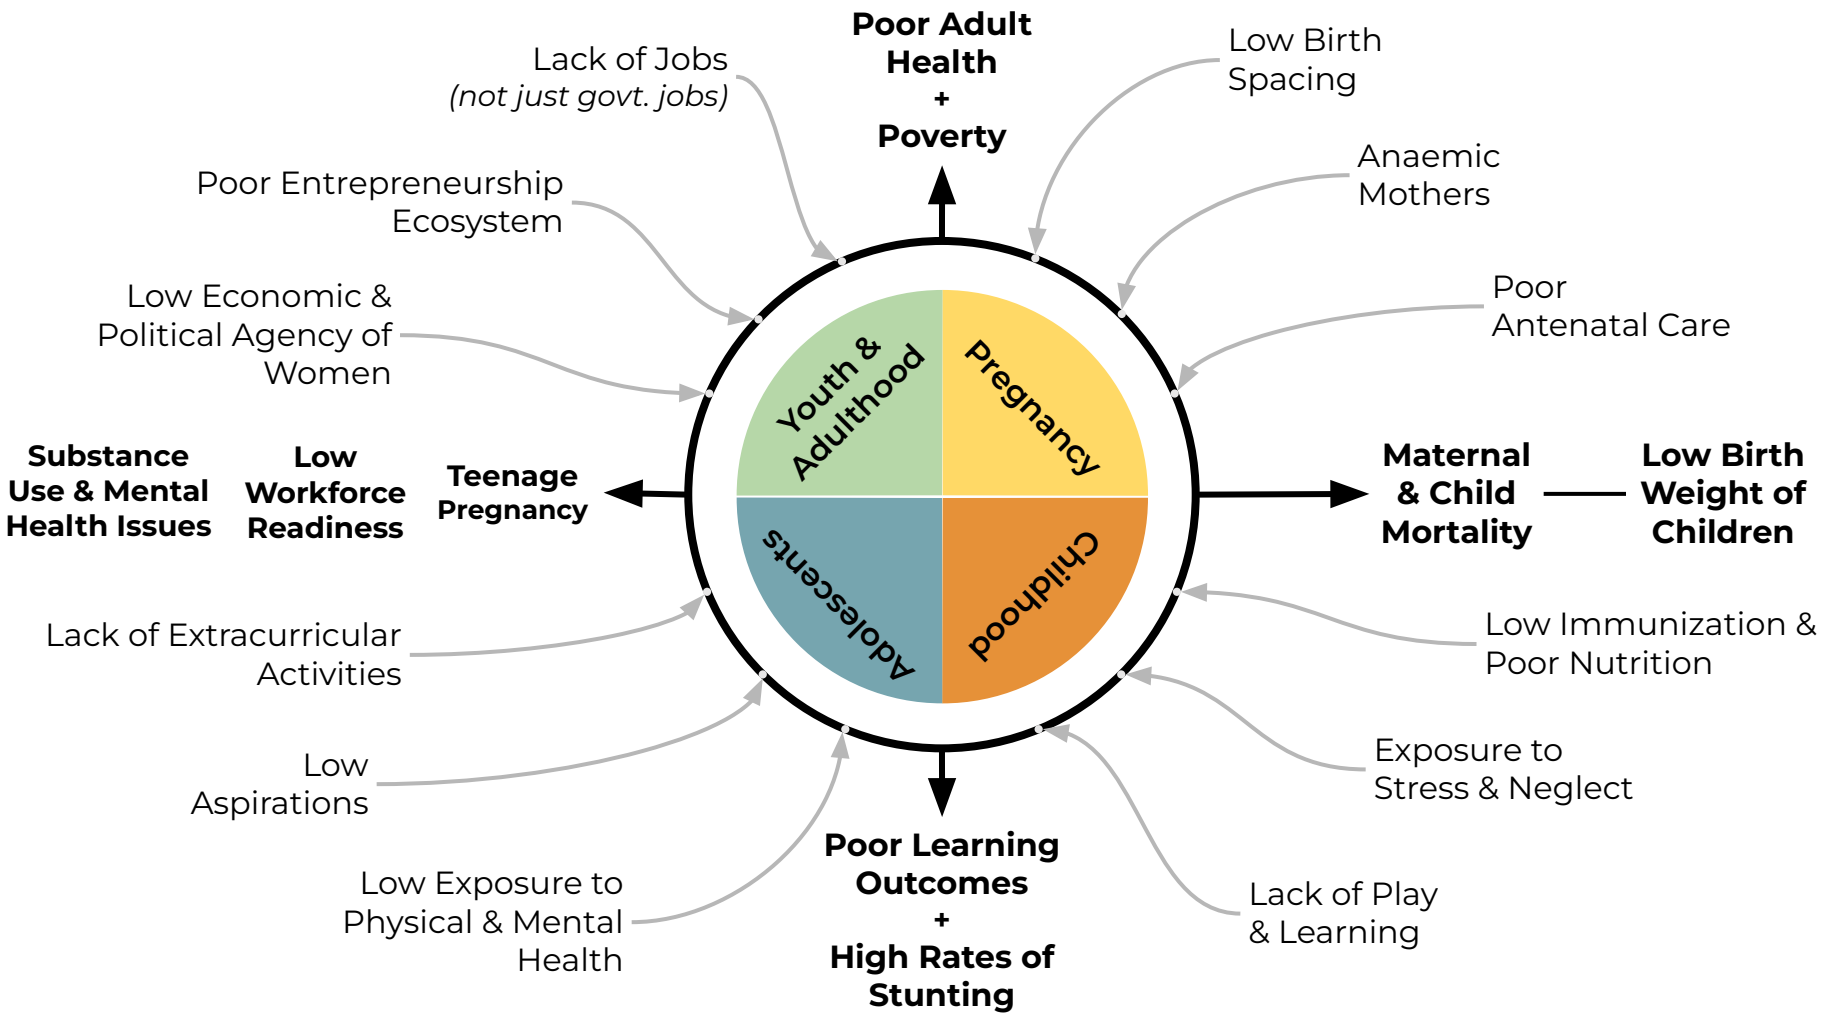 Poor Adult
Health
+
Poverty
Low Birth
Spacing
Anaemic
Mothers
Poor
Antenatal Care
Maternal
& Child
Mortality
Low Birth
Weight of
Children
Low Immunization &
Poor Nutrition
Exposure to
Stress & Neglect
Lack of Play
& Learning
Poor Learning
Outcomes
+
High Rates of
Stunting
Low Exposure to
Physical & Mental
Health
Low
Aspirations
Lack of Extracurricular
Activities
Teenage
Pregnancy
Low
Workforce
Readiness
Substance
Use & Mental
Health Issues
Low Economic &
Political Agency of
Women
Poor Entrepreneurship
Ecosystem
Lack of Jobs
(not just govt. jobs)
Youth &
Adulthood
Pregnancy
Childhood
Adolescents